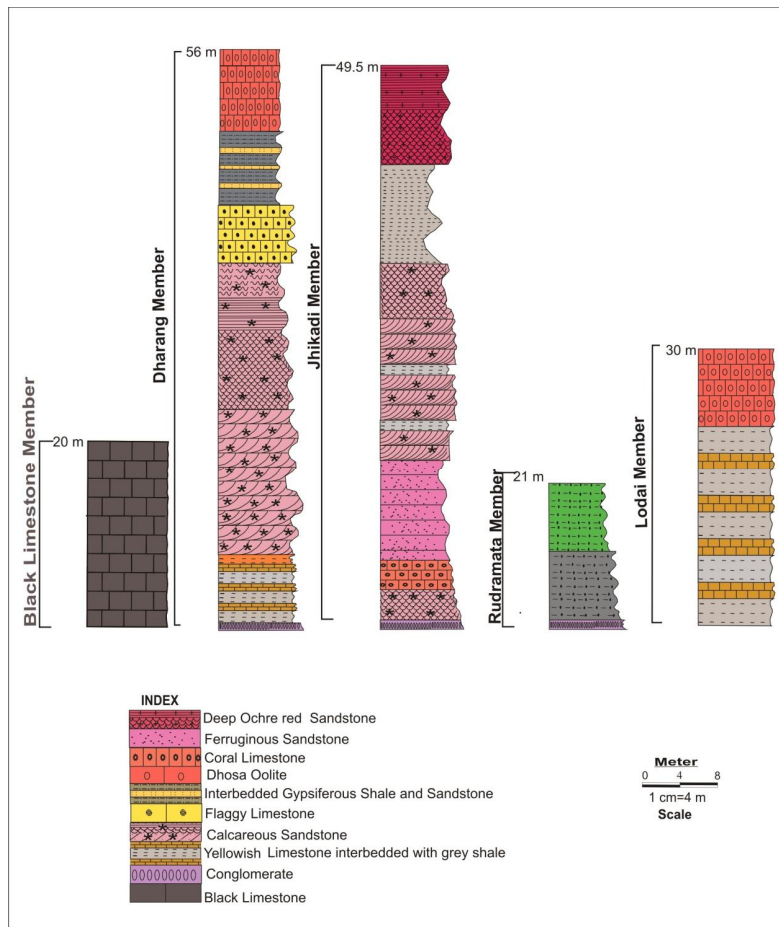 56 m
49.5 m
Dharang Member
Jhikadi Member
30 m
Lodai Member
20 m
Black Limestone Member
21 m
Rudramata Member
INDEX
Deep Ochre red Sandstone
Ferruginous Sandstone
Coral Limestone
Dhosa Oolite
Interbedded Gypsiferous Shale and Sandstone
Flaggy Limestone
Calcareous Sandstone
Yellowish Limestone interbedded with grey shale
Conglomerate
Black Limestone
Meter
0 4 8
1 cm=4 m
Scale